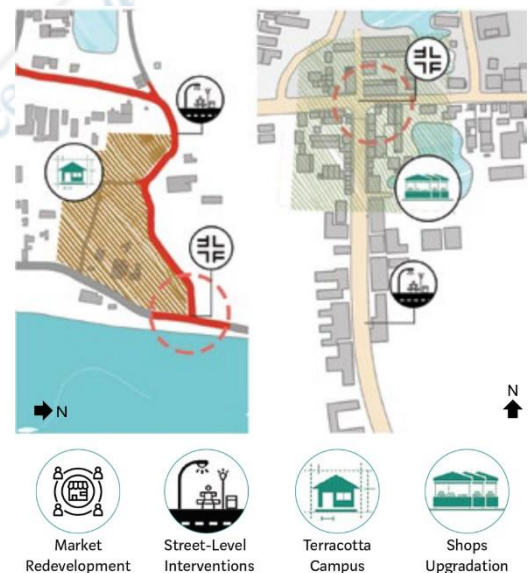 N
N
Market
Redevelopment
Street-Level
Interventions
Terracotta
Campus
Shops
Upgradation